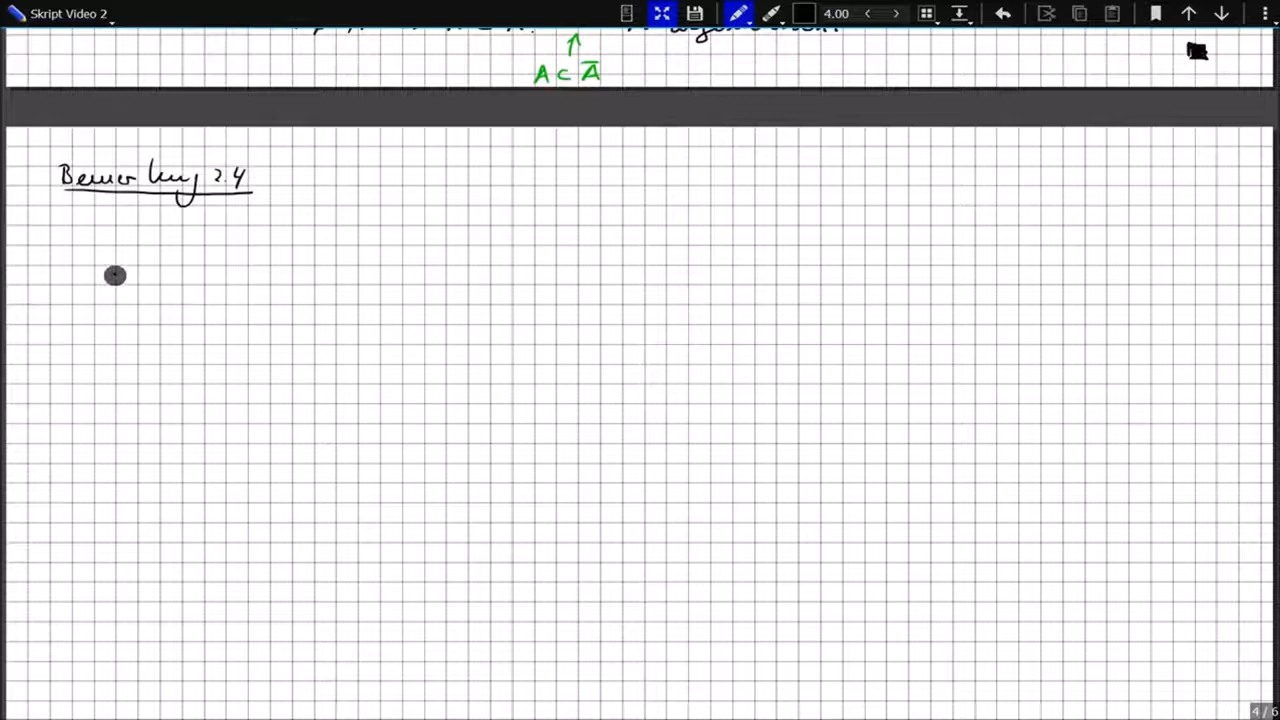 Skript Video 2
4.00
A ⊂ A̅
Bemerkung 2.4
4 / 6